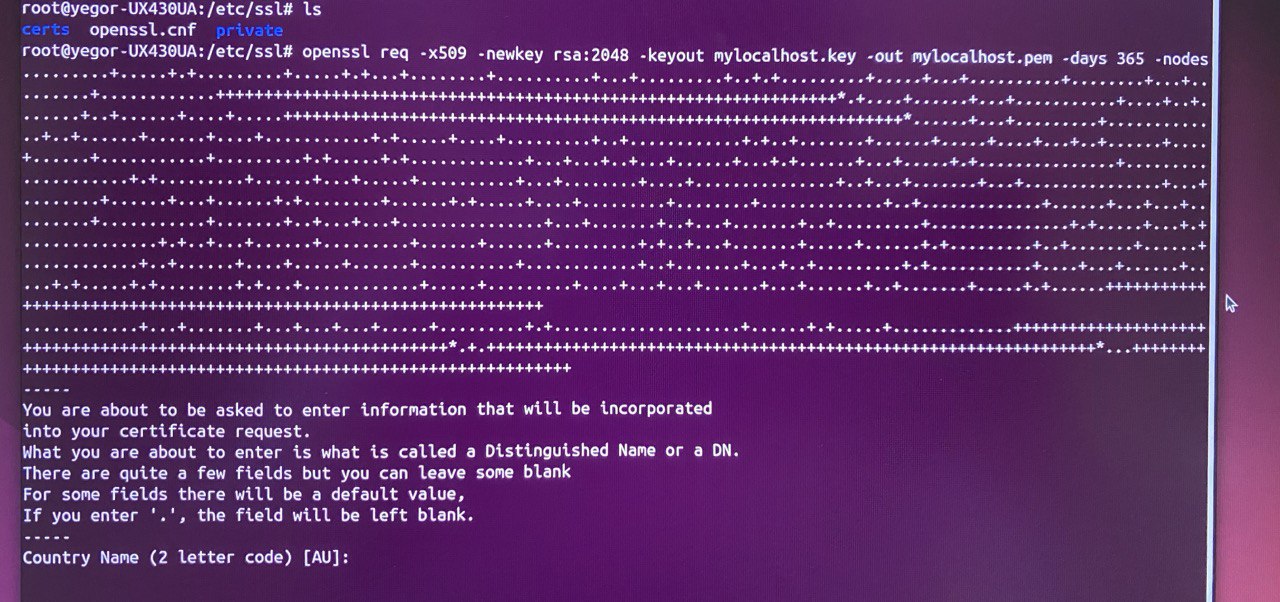 root@yegor-UX430UA:/etc/ssl# ls
certs openssl.cnf private
root@yegor-UX430UA:/etc/ssl# openssl req -x509 -newkey rsa:2048 -keyout mylocalhost.key -out mylocalhost.pem -days 365 -nodes
-----
You are about to be asked to enter information that will be incorporated
into your certificate request.
What you are about to enter is what is called a Distinguished Name or a DN.
There are quite a few fields but you can leave some blank
For some fields there will be a default value,
If you enter '.', the field will be left blank.
-----
Country Name (2 letter code) [AU]: